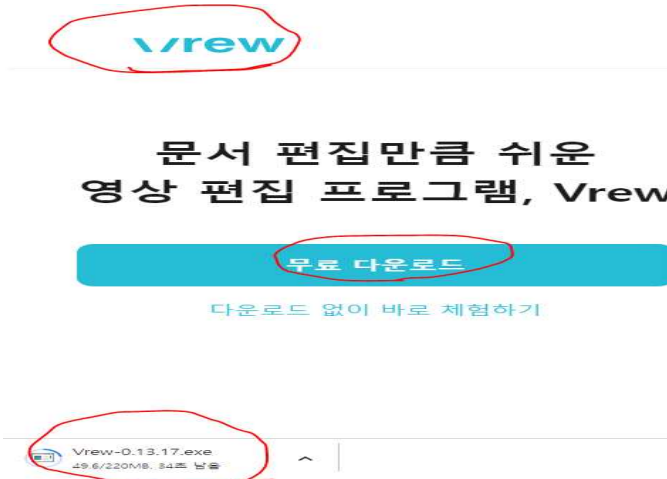 Vrew
문서 편집만큼 쉬운
영상 편집 프로그램, Vrew
무료 다운로드
다운로드 없이 바로 체험하기
Vrew-0.13.17.exe
49.6/220MB, 34초 남음